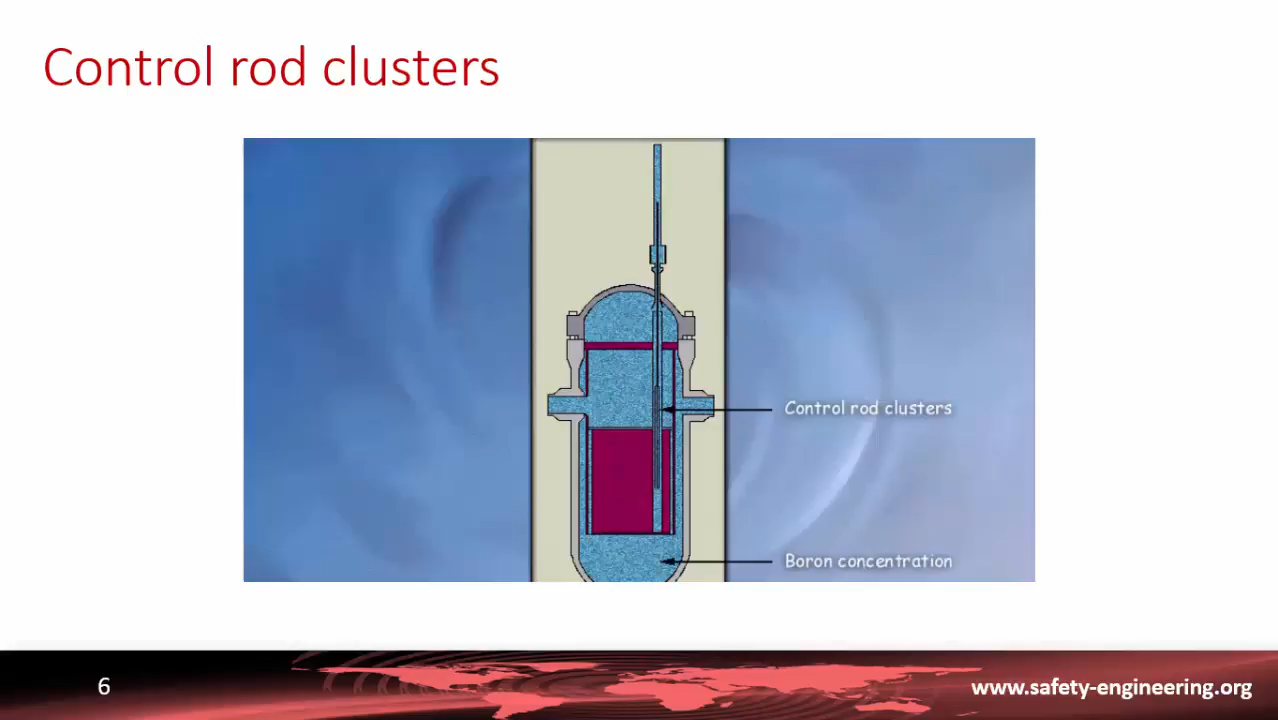 Control rod clusters
Control rod clusters
Boron concentration
6
www.safety-engineering.org